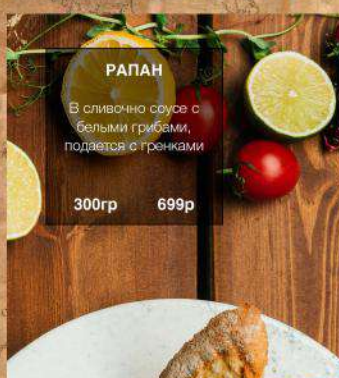 РАПАН
В сливочно соусе с
белыми грибами,
подается с гренками
300гр 699р